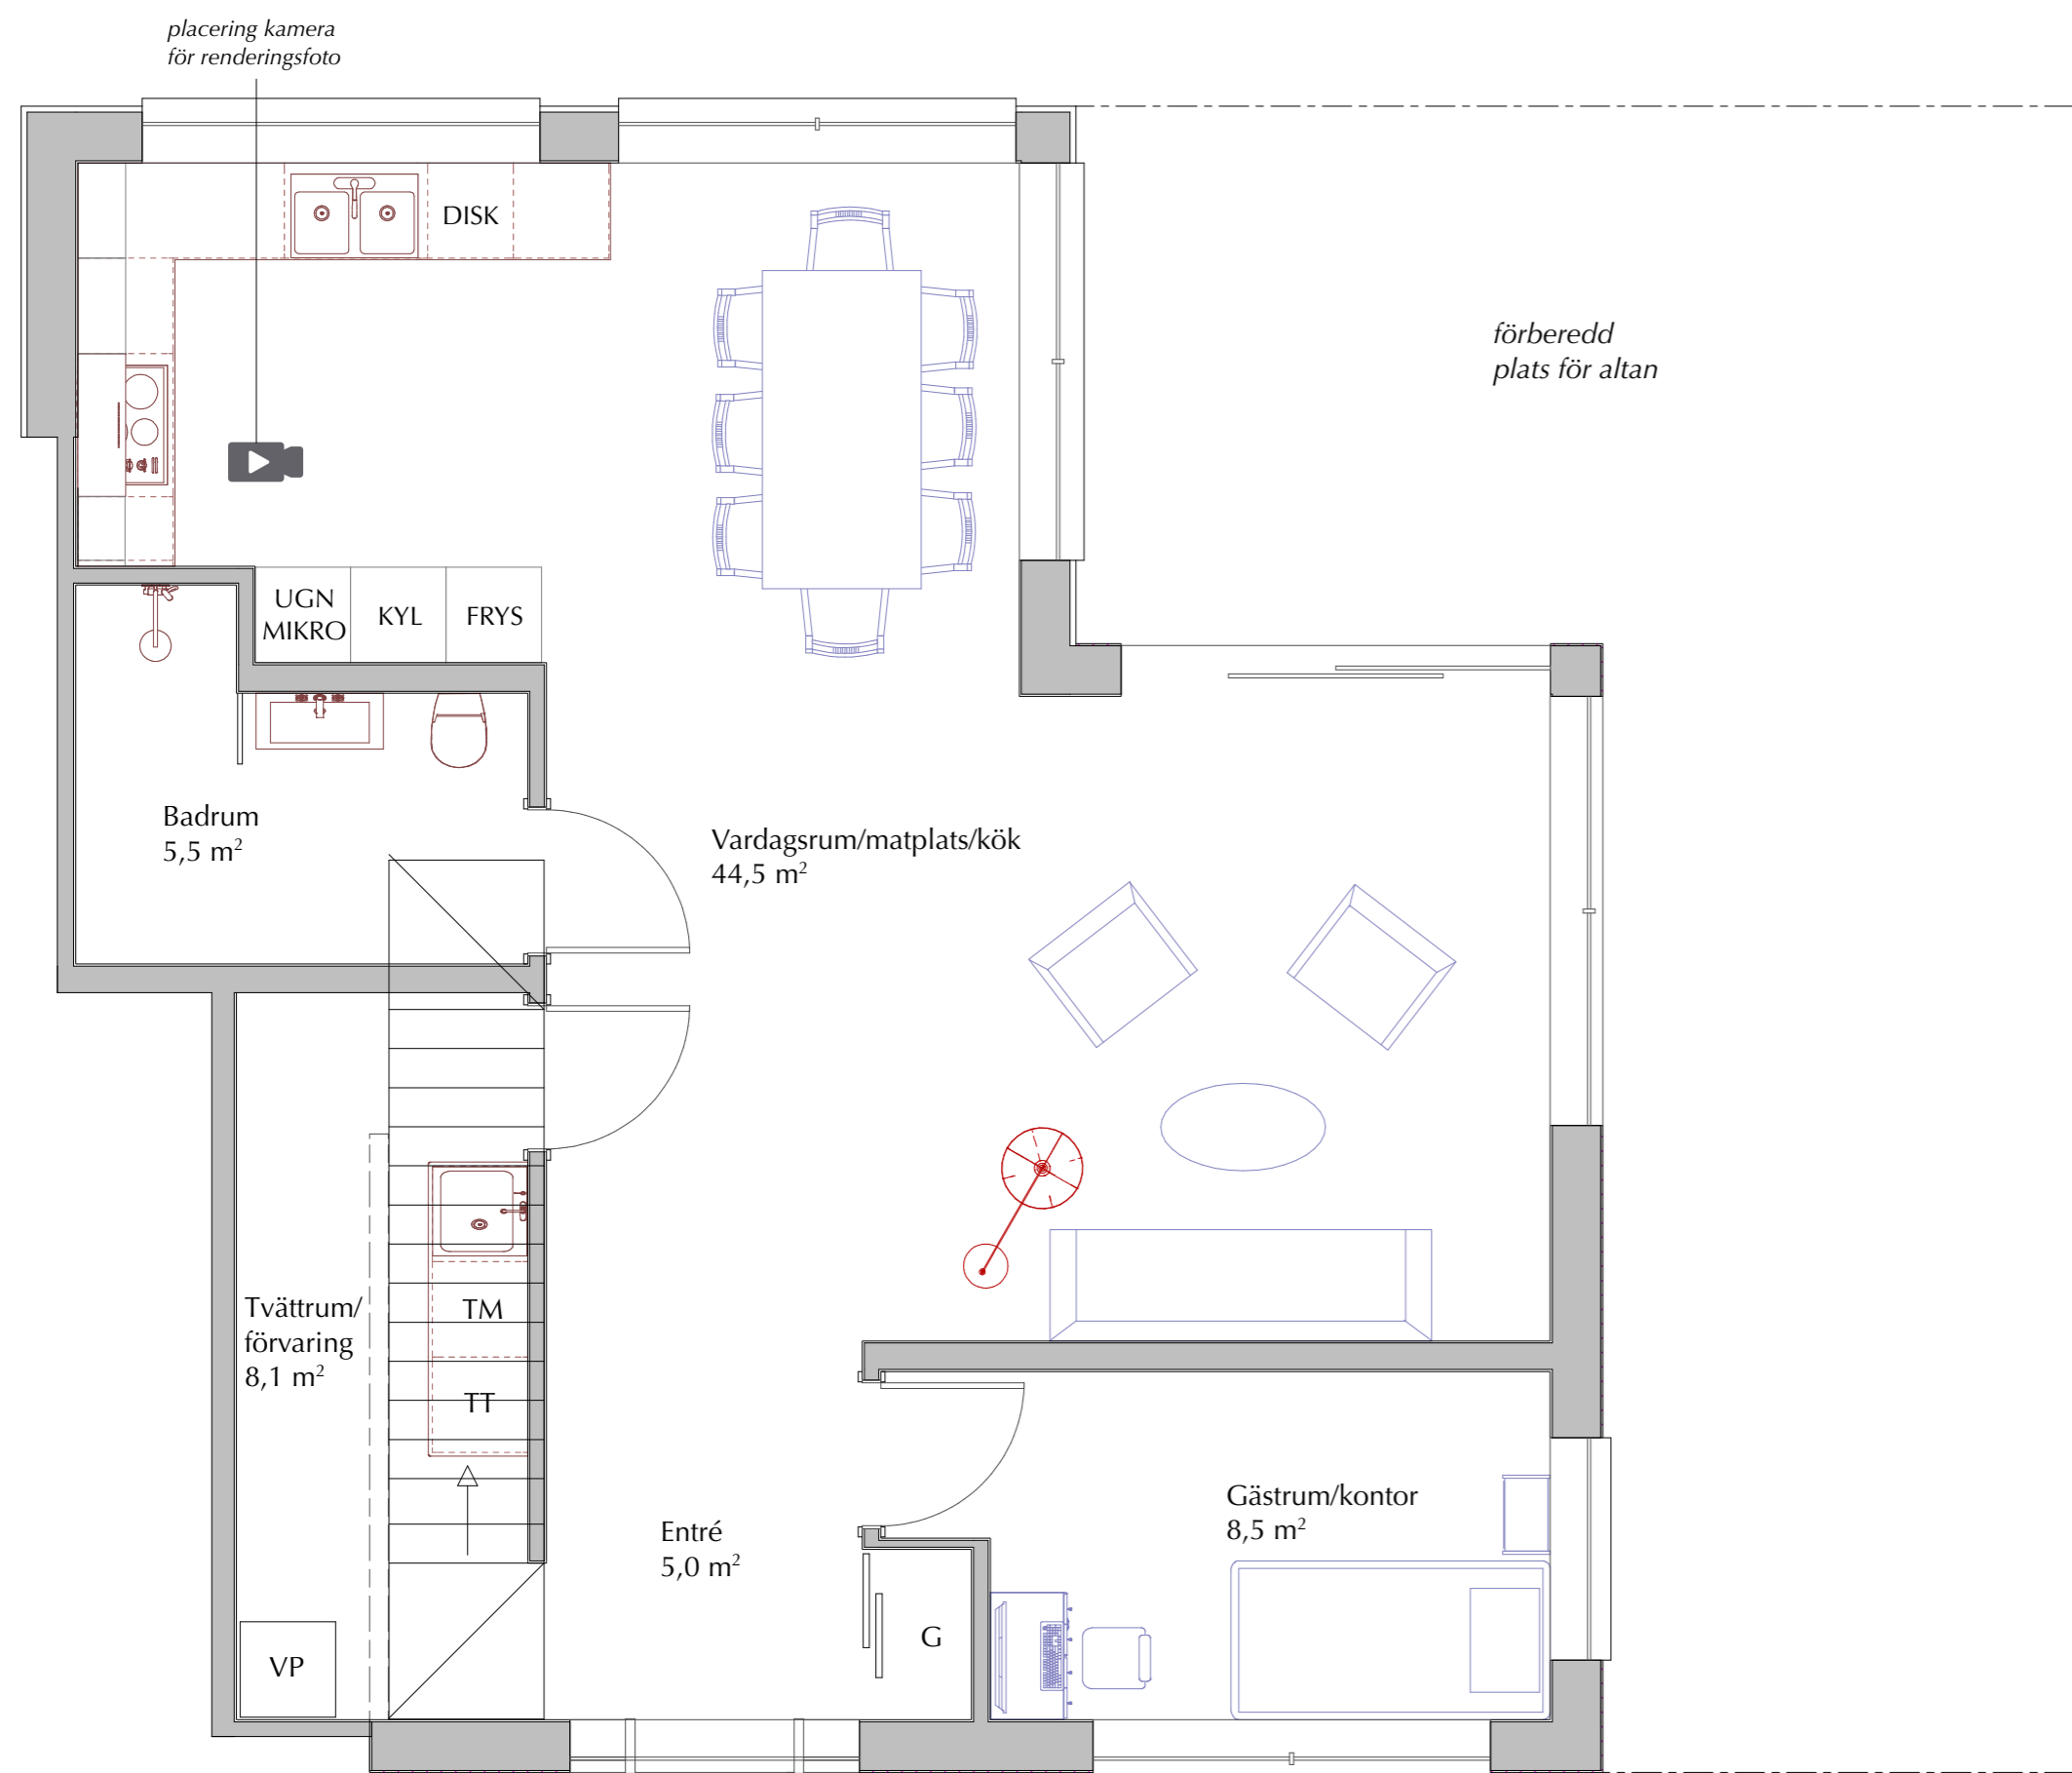 placering kamera
för renderingsfoto
DISK
förberedd
plats för altan
UGN
MIKRO
KYL
FRYS
Badrum
5,5 m²
Vardagsrum/matplats/kök
44,5 m²
Tvättrum/
förvaring
8,1 m²
TM
TT
Entré
5,0 m²
Gästrum/kontor
8,5 m²
G
VP